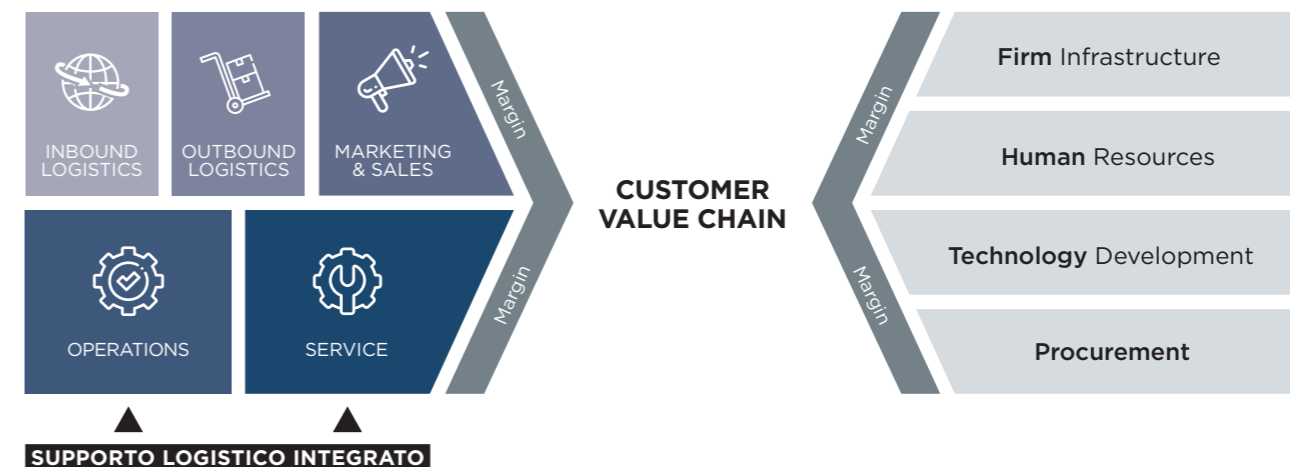 INBOUND
LOGISTICS
OUTBOUND
LOGISTICS
MARKETING
& SALES
OPERATIONS
SERVICE
Margin
Margin
SUPPORTO LOGISTICO INTEGRATO
CUSTOMER
VALUE CHAIN
Margin
Margin
Firm Infrastructure
Human Resources
Technology Development
Procurement